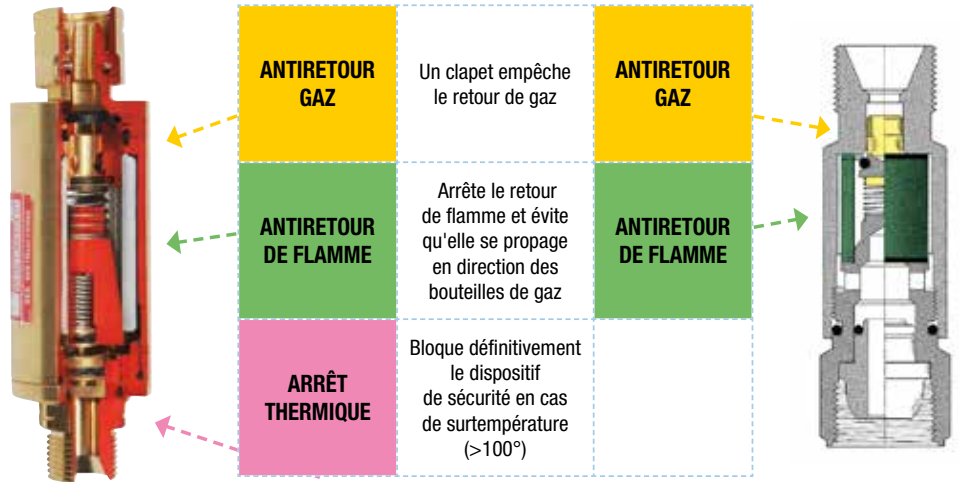 ANTIRETOUR
GAZ
Un clapet empêche
le retour de gaz
ANTIRETOUR
GAZ
ANTIRETOUR
DE FLAMME
Arrête le retour
de flamme et évite
qu'elle se propage
en direction des
bouteilles de gaz
ANTIRETOUR
DE FLAMME
ARRÊT
THERMIQUE
Bloque définitivement
le dispositif
de sécurité en cas
de surtempérature
(>100°)